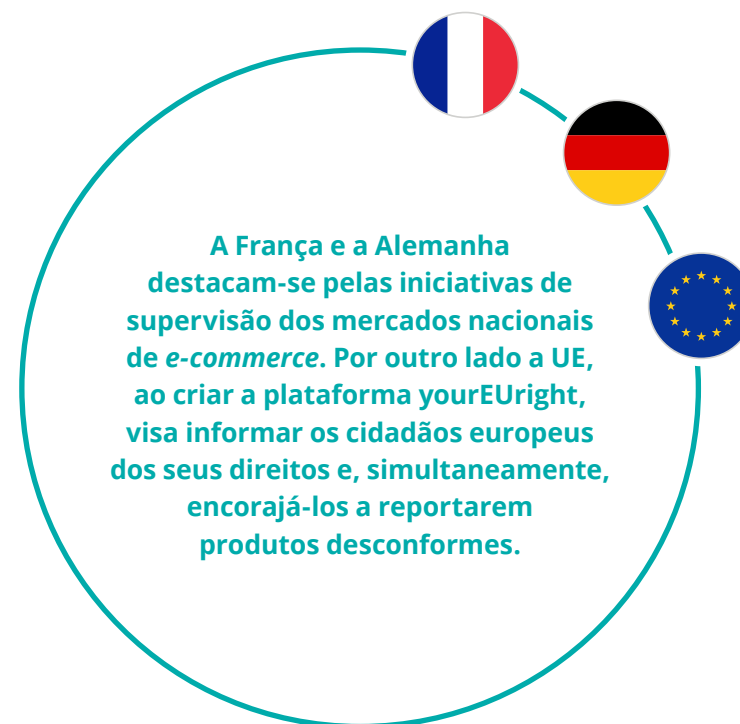 A França e a Alemanha
destacam-se pelas iniciativas de
supervisão dos mercados nacionais
de e-commerce. Por outro lado a UE,
ao criar a plataforma yourEUright,
visa informar os cidadãos europeus
dos seus direitos e, simultaneamente,
encorajá-los a reportarem
produtos desconformes.